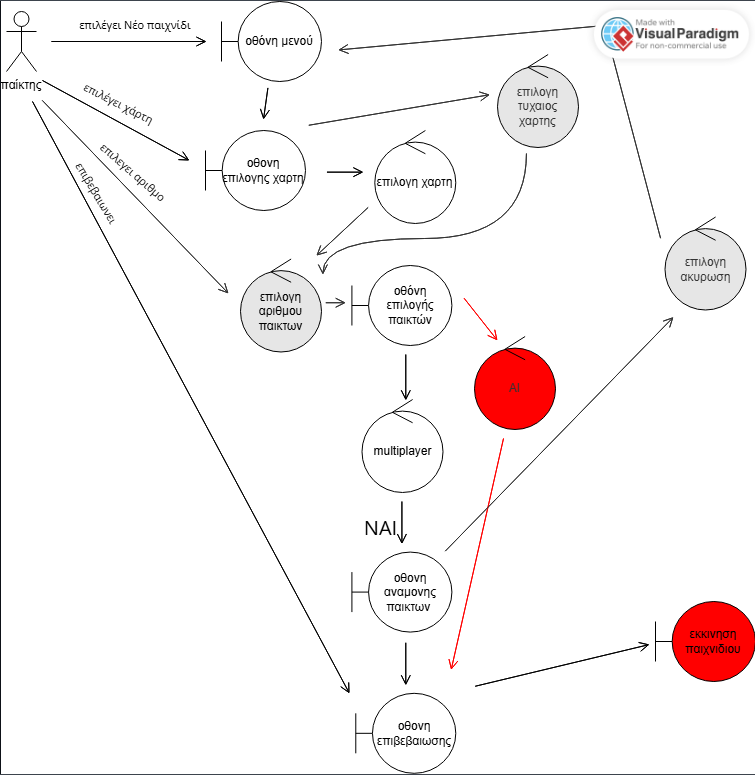 Made with
Visual Paradigm
For non-commercial use
επιλέγει Νέο παιχνίδι
οθόνη μενού
παίκτης
επιλέγει χάρτη
επιλεγει αριθμο
επιβεβαιωνει
οθονη
επιλογης χαρτη
επιλογη
τυχαιος
χαρτης
επιλογη χαρτη
επιλογη
ακυρωση
επιλογη
αριθμου
παικτων
οθόνη
επιλογής
παικτών
AI
multiplayer
ΝΑΙ
οθονη
αναμονης
παικτων
εκκινηση
παιχνιδιου
οθονη
επιβεβαιωσης